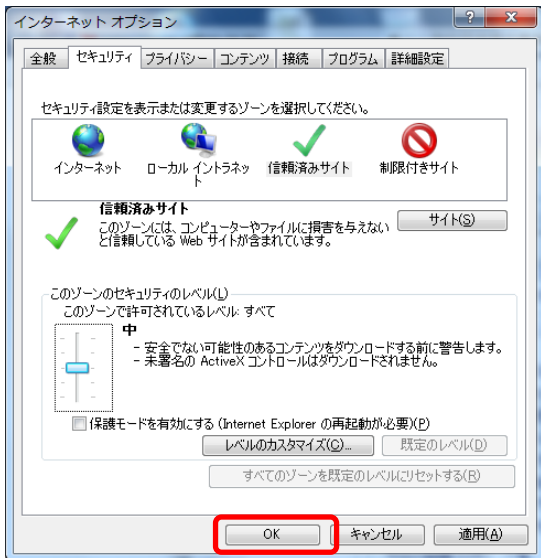 インターネット オプション
全般 セキュリティ プライバシー コンテンツ 接続 プログラム 詳細設定
セキュリティ設定を表示または変更するゾーンを選択してください。
インターネット ローカル イントラネッ
ト 信頼済みサイト 制限付きサイト
信頼済みサイト
このゾーンには、コンピューターやファイルに損害を与えない
と信頼している Web サイトが含まれています。
サイト(S)
このゾーンのセキュリティのレベル(L)
このゾーンで許可されているレベル: すべて
中
- 安全でない可能性のあるコンテンツをダウンロードする前に警告します。
- 未署名の ActiveX コントロールはダウンロードされません。
保護モードを有効にする (Internet Explorer の再起動が必要)(P)
レベルのカスタマイズ(C)... 既定のレベル(D)
すべてのゾーンを既定のレベルにリセットする(R)
OK キャンセル 適用(A)